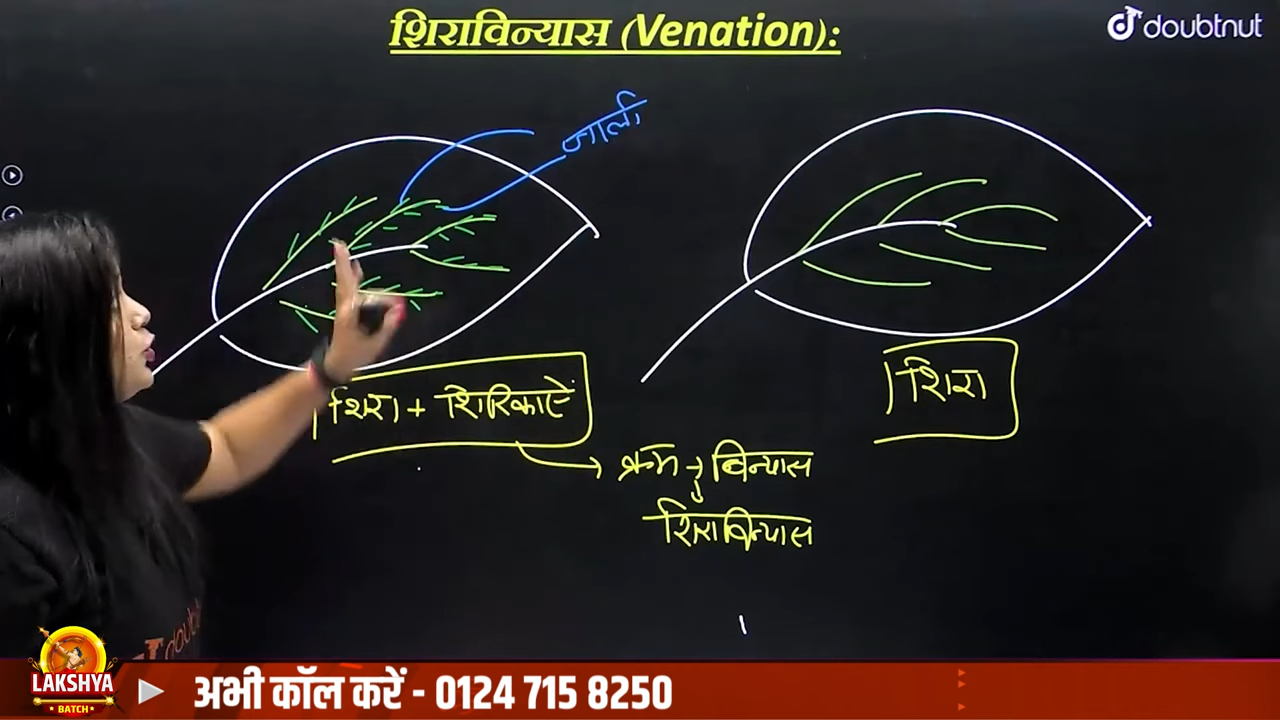 शिराविन्यास (Venation):
doubtnut
जाली
शिरा + शिरिकाऐं
शिरा
क्रम → विन्यास
शिराविन्यास
LAKSHYA
BATCH
अभी कॉल करें - 0124 715 8250